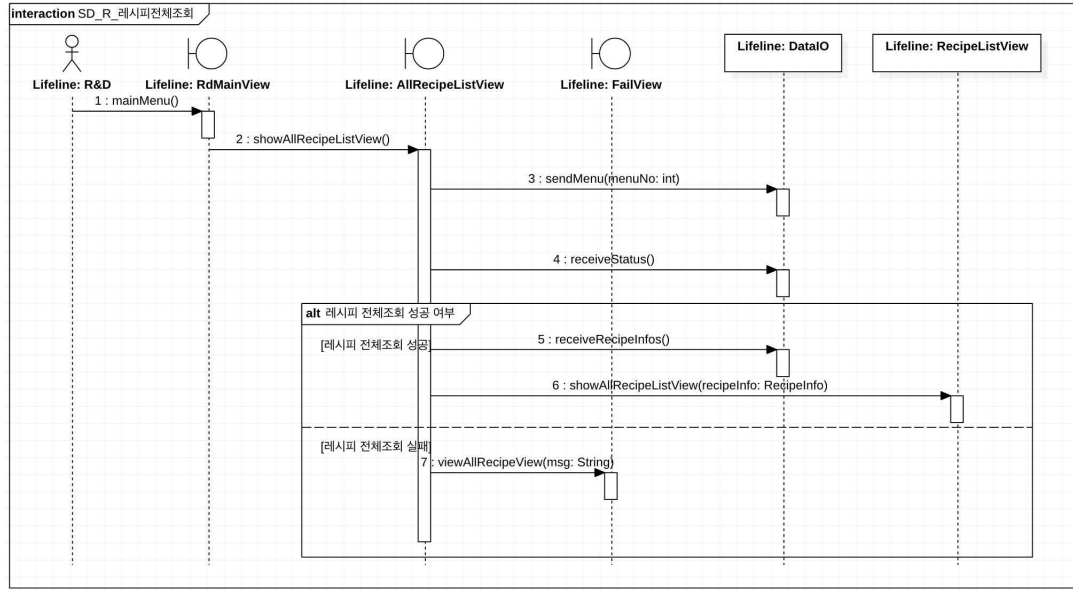 interaction SD_R_레시피전체조회
Lifeline: R&D
Lifeline: RdMainView
Lifeline: AllRecipeListView
Lifeline: FailView
Lifeline: DataIO
Lifeline: RecipeListView
1 : mainMenu()
2 : showAllRecipeListView()
3 : sendMenu(menuNo: int)
4 : receiveStatus()
alt 레시피 전체조회 성공 여부
[레시피 전체조회 성공]
5 : receiveRecipeInfos()
6 : showAllRecipeListView(recipeInfo: RecipeInfo)
[레시피 전체조회 실패]
7 : viewAllRecipeView(msg: String)